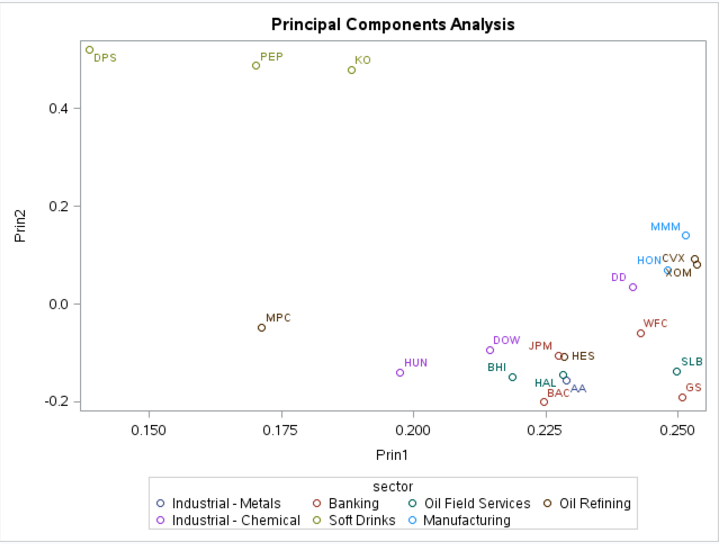 Principal Components Analysis
DPS
PEP
KO
0.4
0.2
0.0
-0.2
Prin2
MMM
CVX
HON
XOM
DD
MPC
WFC
DOW
JPM
HES
HUN
BHI
SLB
HAL
AA
BAC
GS
0.150 0.175 0.200 0.225 0.250
Prin1
sector
Industrial - Metals Banking Oil Field Services Oil Refining
Industrial - Chemical Soft Drinks Manufacturing